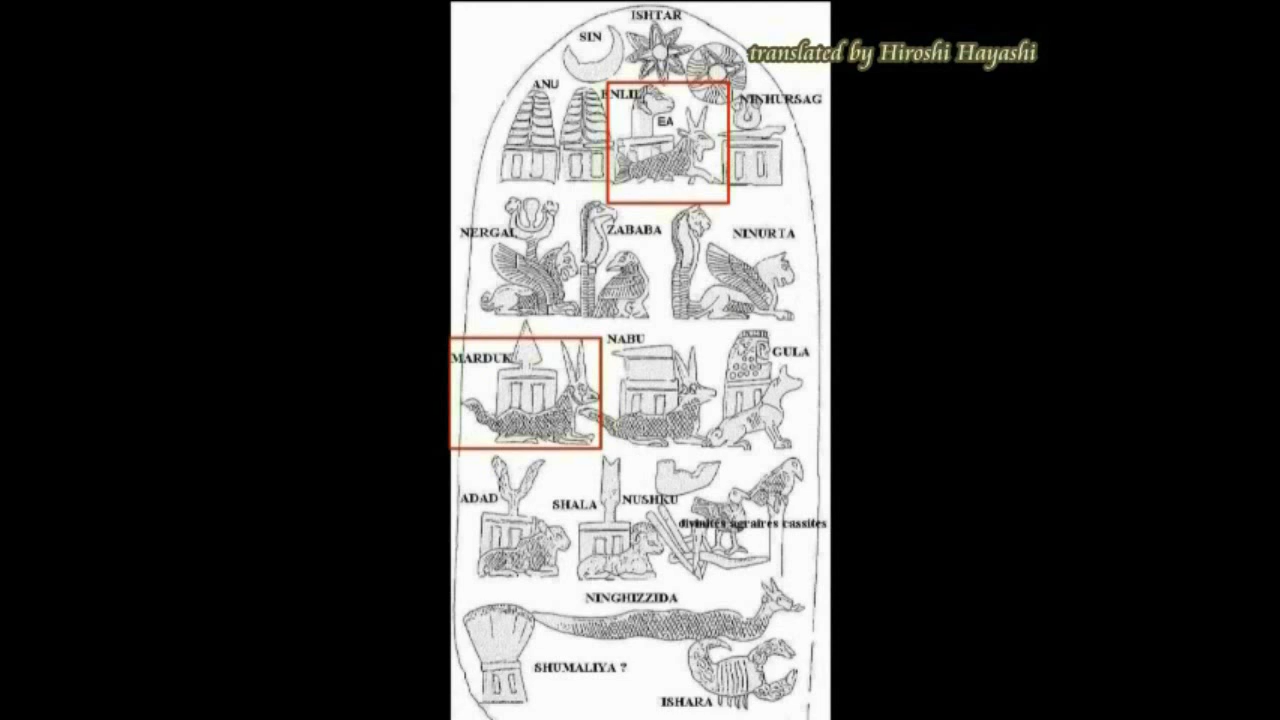 ISHTAR
SIN
translated by Hiroshi Hayashi
ANU
ENLIL
NINHURSAG
EA
NERGAL
ZABABA
NINURTA
MARDUK
NABU
GULA
ADAD
SHALA
NUSHKU
divinités agraires cassites
NINGHIZZIDA
SHUMALIYA ?
ISHARA